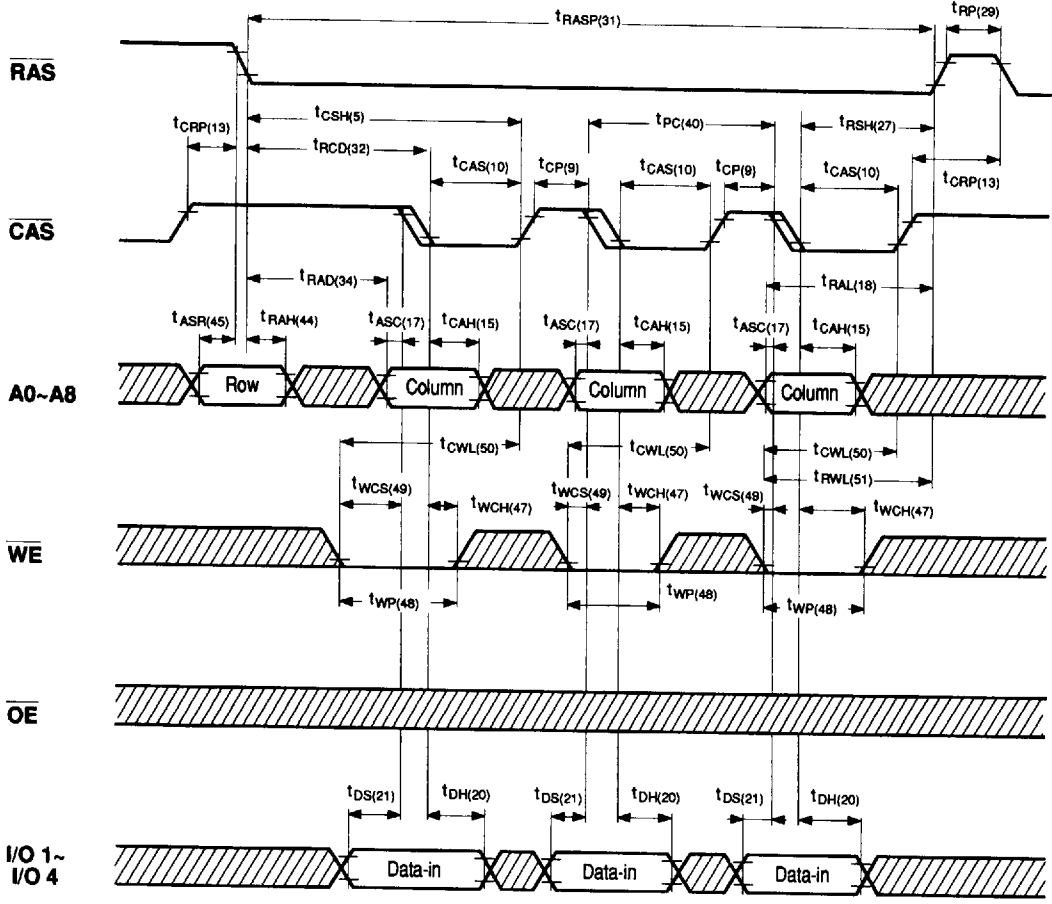 tRASP(31)
tRP(29)
RAS
tCRP(13)
tCSH(5)
tPC(40)
tRSH(27)
tRCD(32)
tCAS(10)
tCP(9)
tCAS(10)
tCP(9)
tCAS(10)
tCRP(13)
CAS
tRAD(34)
tRAL(18)
tASR(45)
tRAH(44)
tASC(17)
tCAH(15)
tASC(17)
tCAH(15)
tASC(17)
tCAH(15)
A0~A8
Row
Column
Column
Column
tCWL(50)
tCWL(50)
tCWL(50)
tRWL(51)
tWCS(49)
tWCH(47)
tWCS(49)
tWCH(47)
tWCS(49)
tWCH(47)
WE
tWP(48)
tWP(48)
tWP(48)
OE
tDS(21)
tDH(20)
tDS(21)
tDH(20)
tDS(21)
tDH(20)
I/O 1~
I/O 4
Data-in
Data-in
Data-in